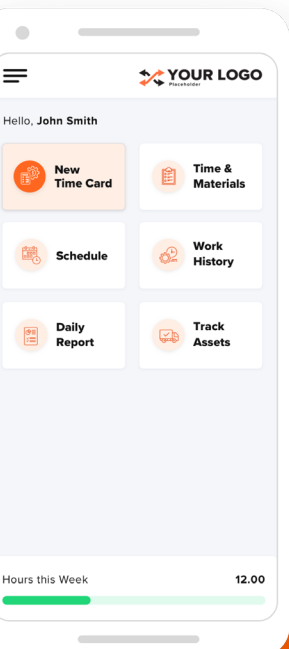 YOUR LOGO
PlaceHolder
Hello, John Smith
New
Time Card
Time &
Materials
Schedule
Work
History
Daily
Report
Track
Assets
Hours this Week 12.00